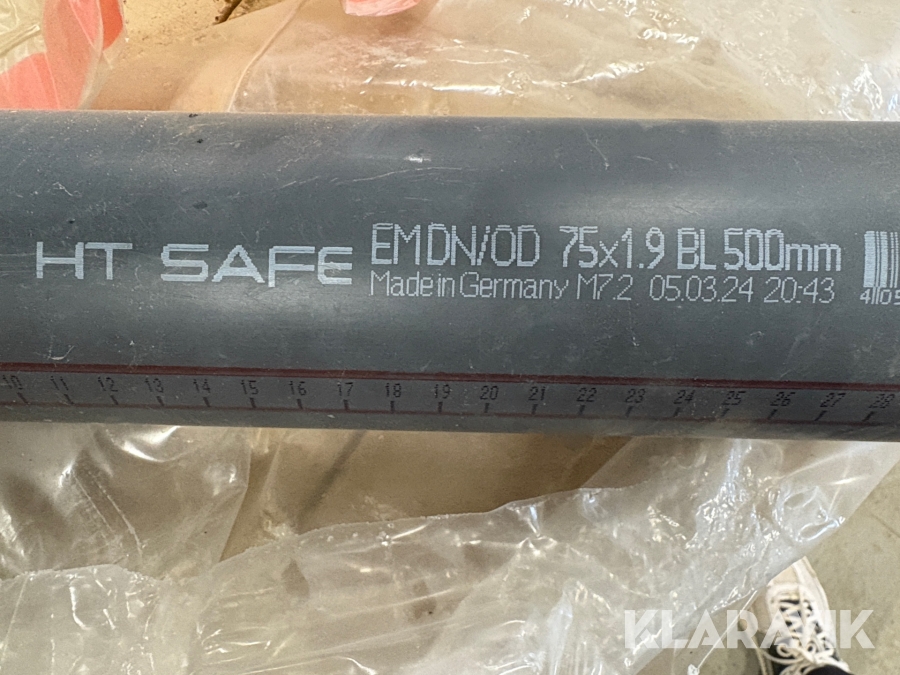 HT SAFE EM DN/OD 75x1.9 BL 500mm
Made in Germany M7.2 05.03.24 20:43
10 11 12 13 14 15 16 17 18 19 20 21 22 23 24 25 26 27 28
KLARAVIK